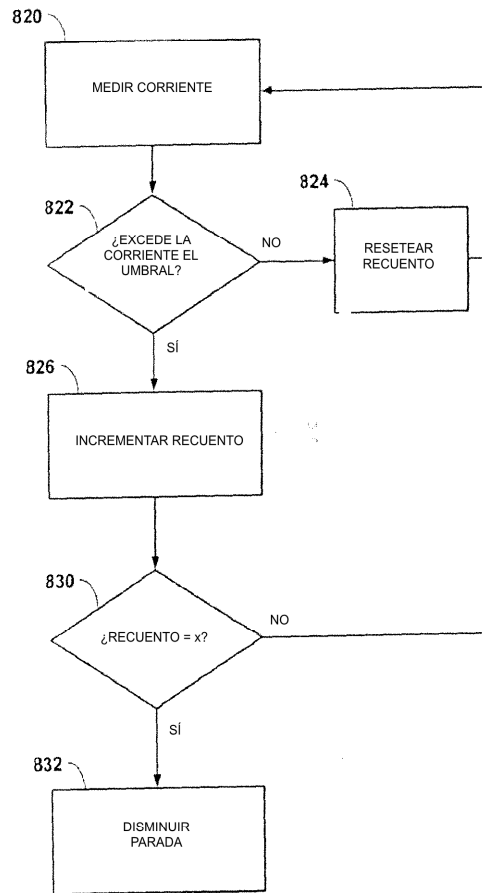 820
MEDIR CORRIENTE
822
¿EXCEDE LA
CORRIENTE EL
UMBRAL?
NO
824
RESETEAR
RECUENTO
SÍ
826
INCREMENTAR RECUENTO
830
¿RECUENTO = x?
NO
SÍ
832
DISMINUIR
PARADA